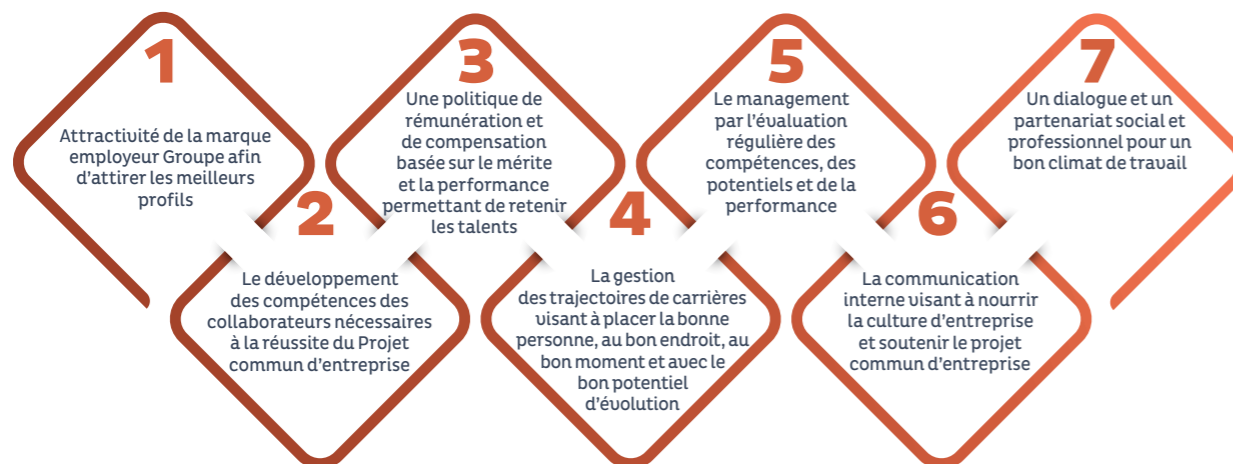 1
Attractivité de la marque
employeur Groupe afin
d'attirer les meilleurs
profils
2
Le développement
des compétences des
collaborateurs nécessaires
à la réussite du Projet
commun d'entreprise
3
Une politique de
rémunération et
de compensation
basée sur le mérite
et la performance
permettant de retenir
les talents
4
La gestion
des trajectoires de carrières
visant à placer la bonne
personne, au bon endroit, au
bon moment et avec le
bon potentiel
d'évolution
5
Le management
par l'évaluation
régulière des
compétences, des
potentiels et de la
performance
6
La communication
interne visant à nourrir
la culture d'entreprise
et soutenir le projet
commun d'entreprise
7
Un dialogue et un
partenariat social et
professionnel pour un
bon climat de travail